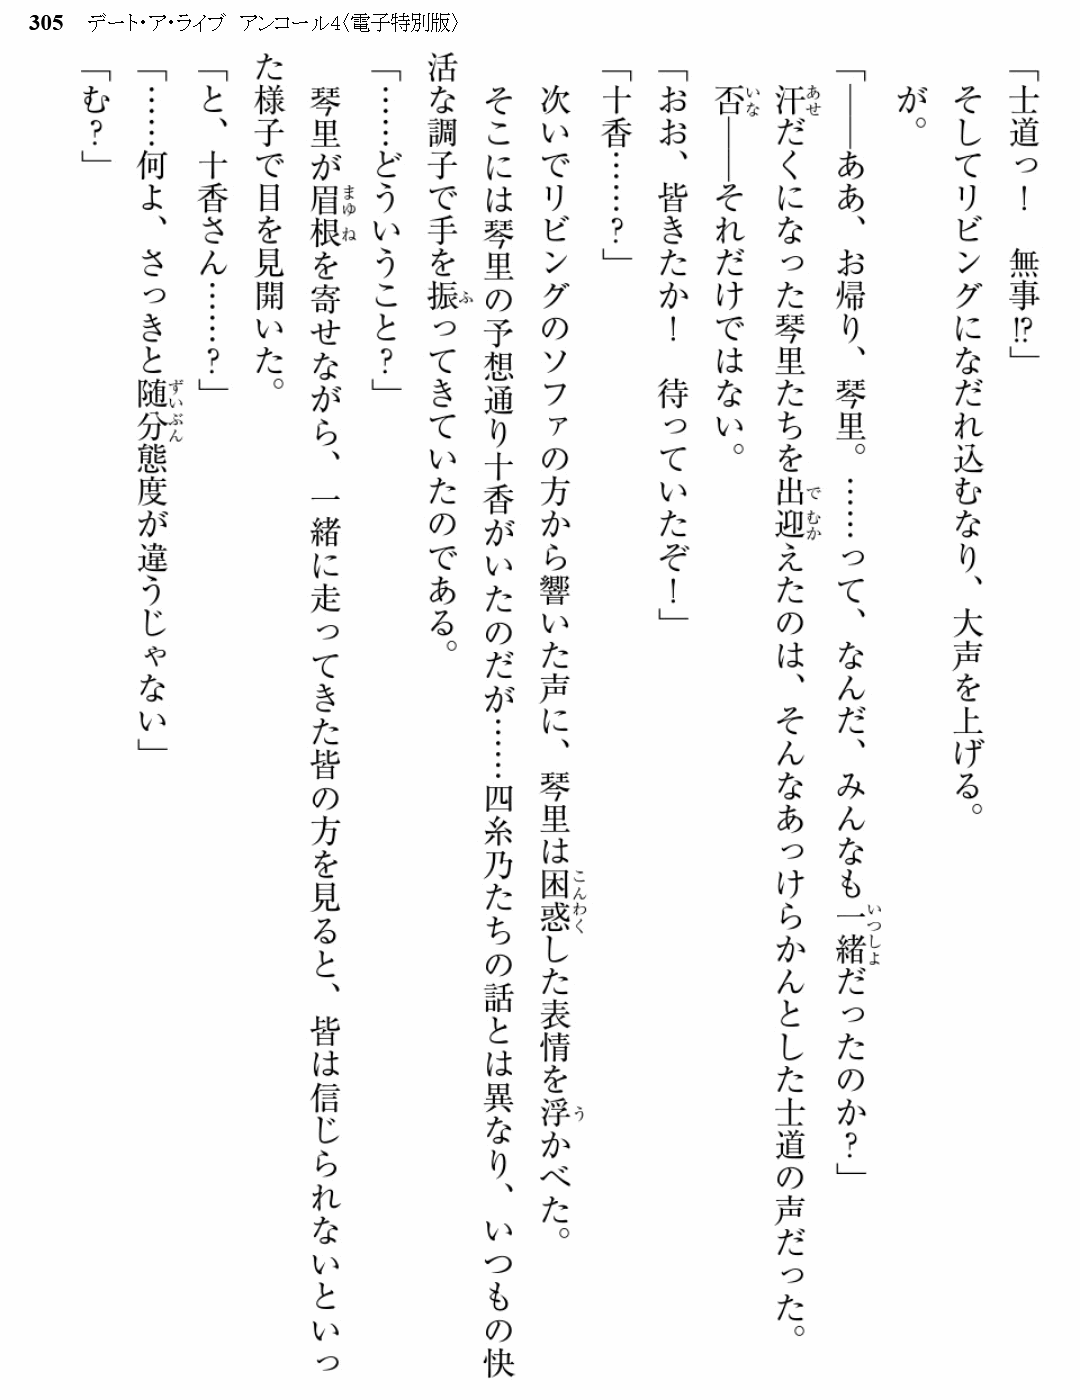 305 デート・ア・ライブ アンコール4〈電子特別版〉
「士道っ！ 無事!?」
そしてリビングになだれ込むなり、大声を上げる。
が。
「――ああ、お帰り、琴里。……って、なんだ、みんなも一緒だったのか？」
汗だくになった琴里たちを出迎えたのは、そんなあっけらかんとした士道の声だった。
否――それだけではない。
「おお、皆きたか！ 待っていたぞ！」
「十香……？」
次いでリビングのソファの方から響いた声に、琴里は困惑した表情を浮かべた。
そこには琴里の予想通り十香がいたのだが……四糸乃たちの話とは異なり、いつもの快
活な調子で手を振ってきていたのである。
「……どういうこと？」
琴里が眉根を寄せながら、一緒に走ってきた皆の方を見ると、皆は信じられないといっ
た様子で目を見開いた。
「と、十香さん……？」
「……何よ、さっきと随分態度が違うじゃない」
「む？」